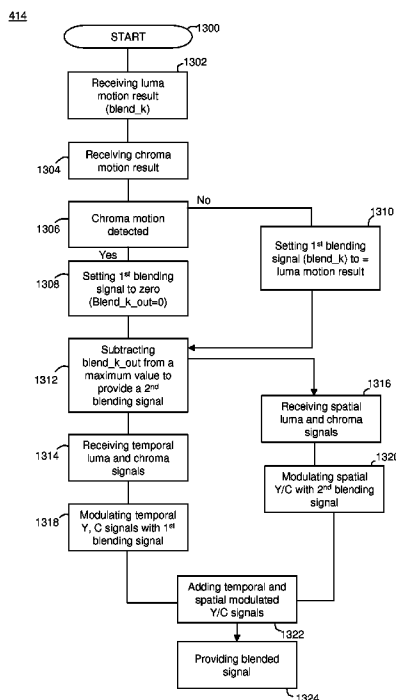 414
START
1300
1302
Receiving luma
motion result
(blend_k)
1304
Receiving chroma
motion result
1306
Chroma motion
detected
No
Yes
1310
Setting 1st blending
signal (blend_k) to =
luma motion result
1308
Setting 1st blending
signal to zero
(Blend_k_out=0)
1312
Subtracting
blend_k_out from a
maximum value to
provide a 2nd
blending signal
1316
Receiving spatial
luma and chroma
signals
1314
Receiving temporal
luma and chroma
signals
1320
Modulating spatial
Y/C with 2nd blending
signal
1318
Modulating temporal
Y, C signals with 1st
blending signal
Adding temporal and
spatial modulated
Y/C signals
1322
Providing blended
signal
1324